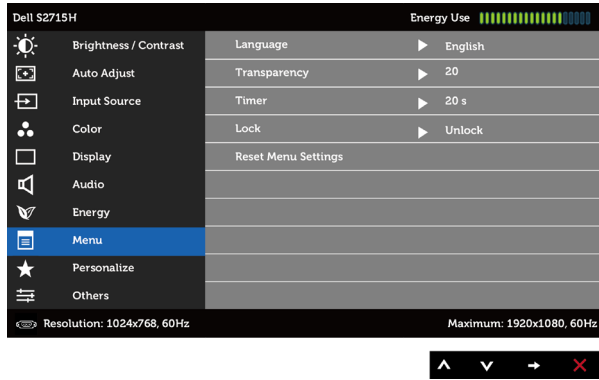 Dell S2715H Energy Use
Brightness / Contrast Language English
Auto Adjust Transparency 20
Input Source Timer 20 s
Color Lock Unlock
Display Reset Menu Settings
Audio
Energy
Menu
Personalize
Others
Resolution: 1024x768, 60Hz Maximum: 1920x1080, 60Hz